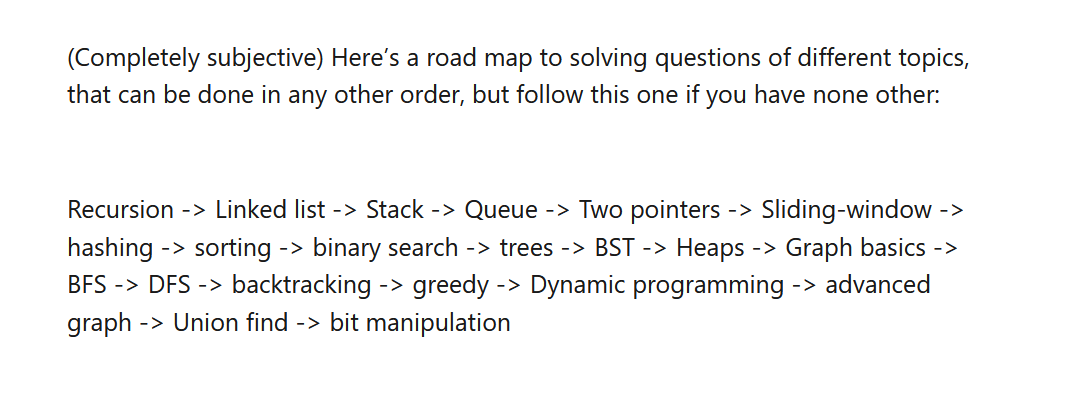 (Completely subjective) Here’s a road map to solving questions of different topics,
that can be done in any other order, but follow this one if you have none other:
Recursion -> Linked list -> Stack -> Queue -> Two pointers -> Sliding-window ->
hashing -> sorting -> binary search -> trees -> BST -> Heaps -> Graph basics ->
BFS -> DFS -> backtracking -> greedy -> Dynamic programming -> advanced
graph -> Union find -> bit manipulation